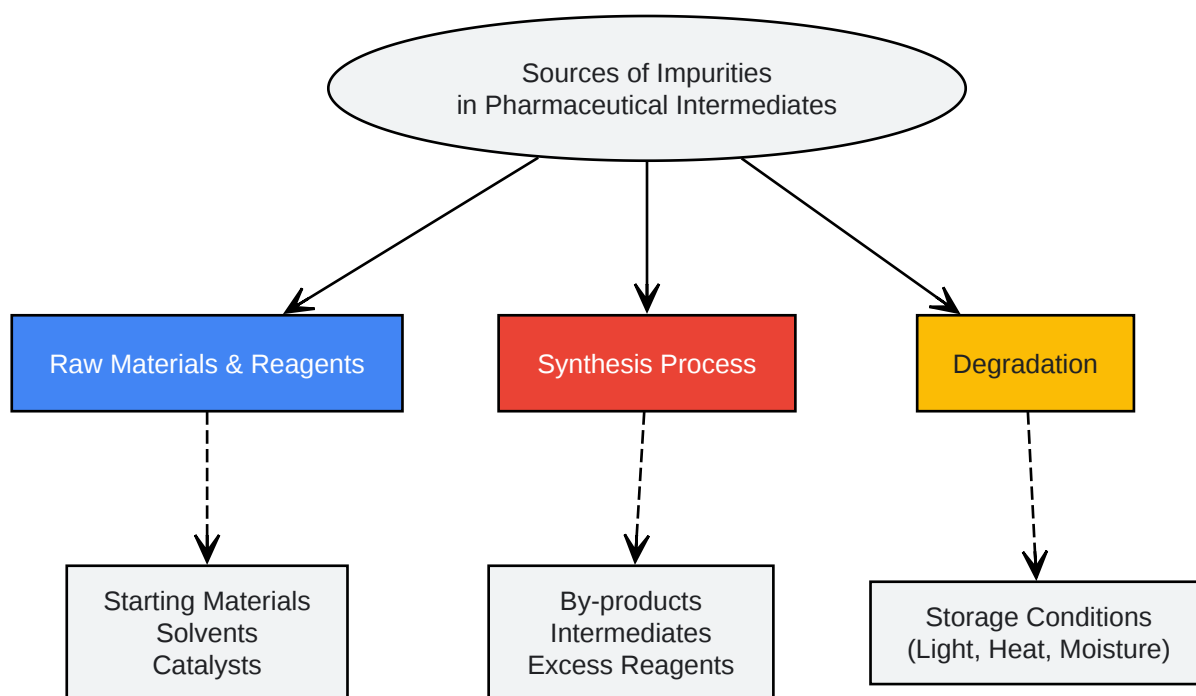 Sources of Impurities
in Pharmaceutical Intermediates
Raw Materials & Reagents
Synthesis Process
Degradation
Starting Materials
Solvents
Catalysts
By-products
Intermediates
Excess Reagents
Storage Conditions
(Light, Heat, Moisture)